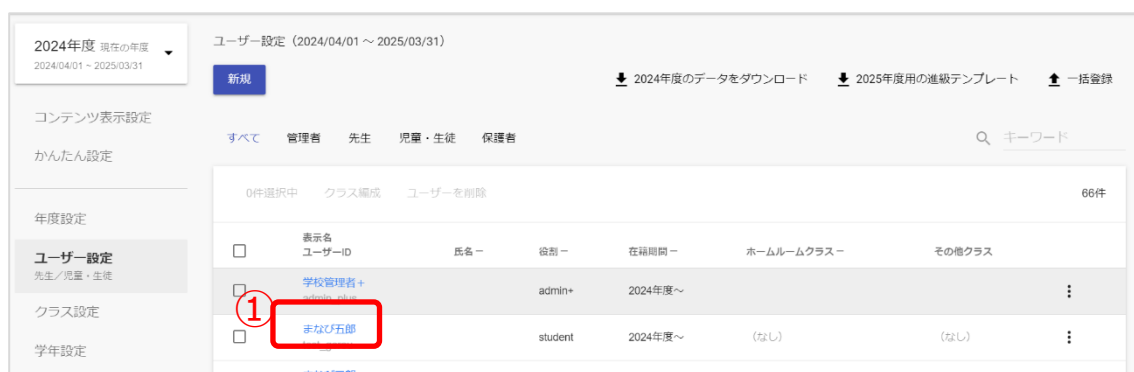 2024年度 現在の年度
2024/04/01 ~ 2025/03/31
ユーザー設定（2024/04/01 ～ 2025/03/31）
新規
2024年度のデータをダウンロード
2025年度用の進級テンプレート
一括登録
コンテンツ表示設定
かんたん設定
すべて 管理者 先生 児童・生徒 保護者
キーワード
0件選択中 クラス編成 ユーザーを削除
66件
年度設定
ユーザー設定
先生／児童・生徒
クラス設定
学年設定
表示名
ユーザーID
氏名 −
役割 −
在籍期間 −
ホームルームクラス −
その他クラス
学校管理者+
admin_plus
admin+
2024年度～
①
まなび五郎
student
2024年度～
（なし）
（なし）